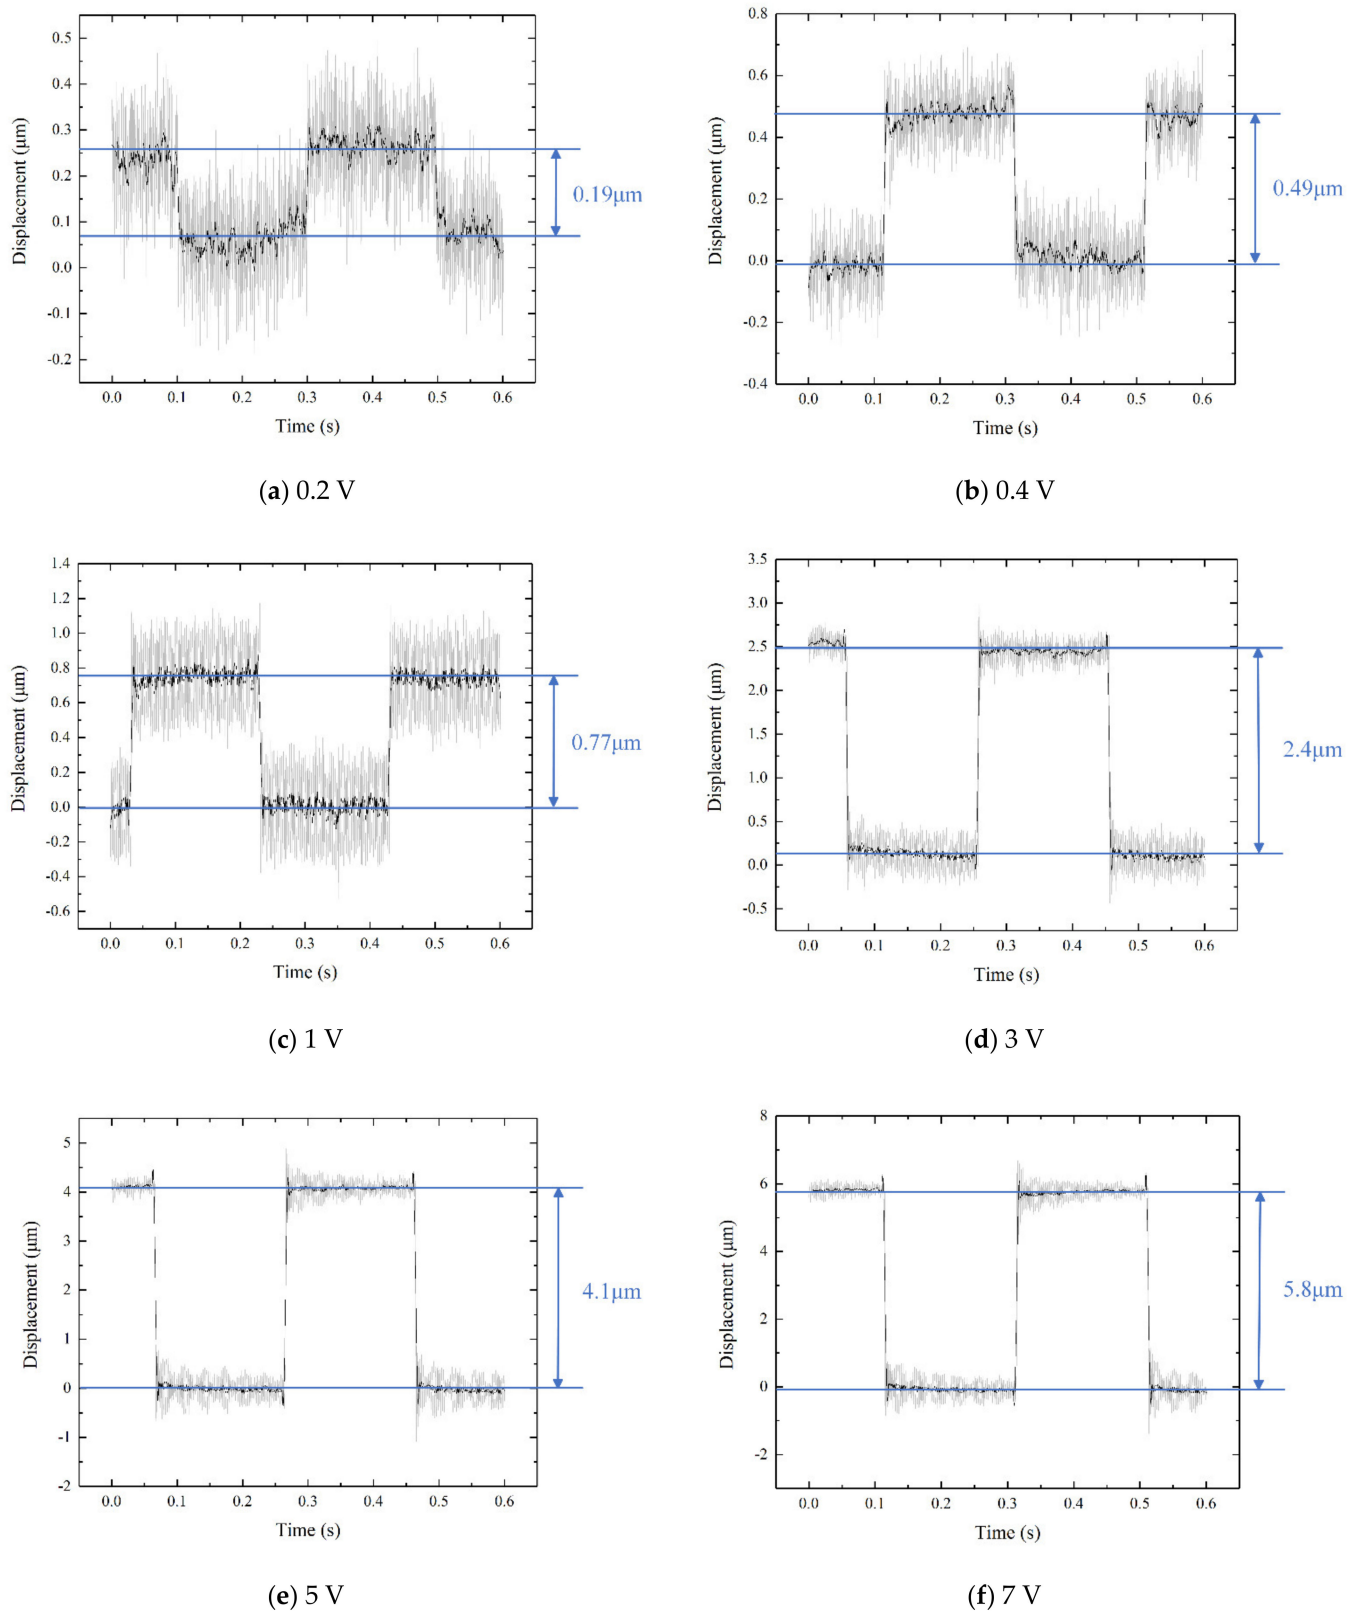 0.5
0.4
0.3
0.2
0.1
0.0
-0.1
-0.2
Displacement (μm)
0.0 0.1 0.2 0.3 0.4 0.5 0.6
Time (s)
0.19μm
(a) 0.2 V
0.8
0.6
0.4
0.2
0.0
-0.2
-0.4
Displacement (μm)
0.0 0.1 0.2 0.3 0.4 0.5 0.6
Time (s)
0.49μm
(b) 0.4 V
1.4
1.2
1.0
0.8
0.6
0.4
0.2
0.0
-0.2
-0.4
-0.6
Displacement (μm)
0.0 0.1 0.2 0.3 0.4 0.5 0.6
Time (s)
0.77μm
(c) 1 V
3.5
3.0
2.5
2.0
1.5
1.0
0.5
0.0
-0.5
Displacement (μm)
0.0 0.1 0.2 0.3 0.4 0.5 0.6
Time (s)
2.4μm
(d) 3 V
5
4
3
2
1
0
-1
-2
Displacement (μm)
0.0 0.1 0.2 0.3 0.4 0.5 0.6
Time (s)
4.1μm
(e) 5 V
8
6
4
2
0
-2
Displacement (μm)
0.0 0.1 0.2 0.3 0.4 0.5 0.6
Time (s)
5.8μm
(f) 7 V